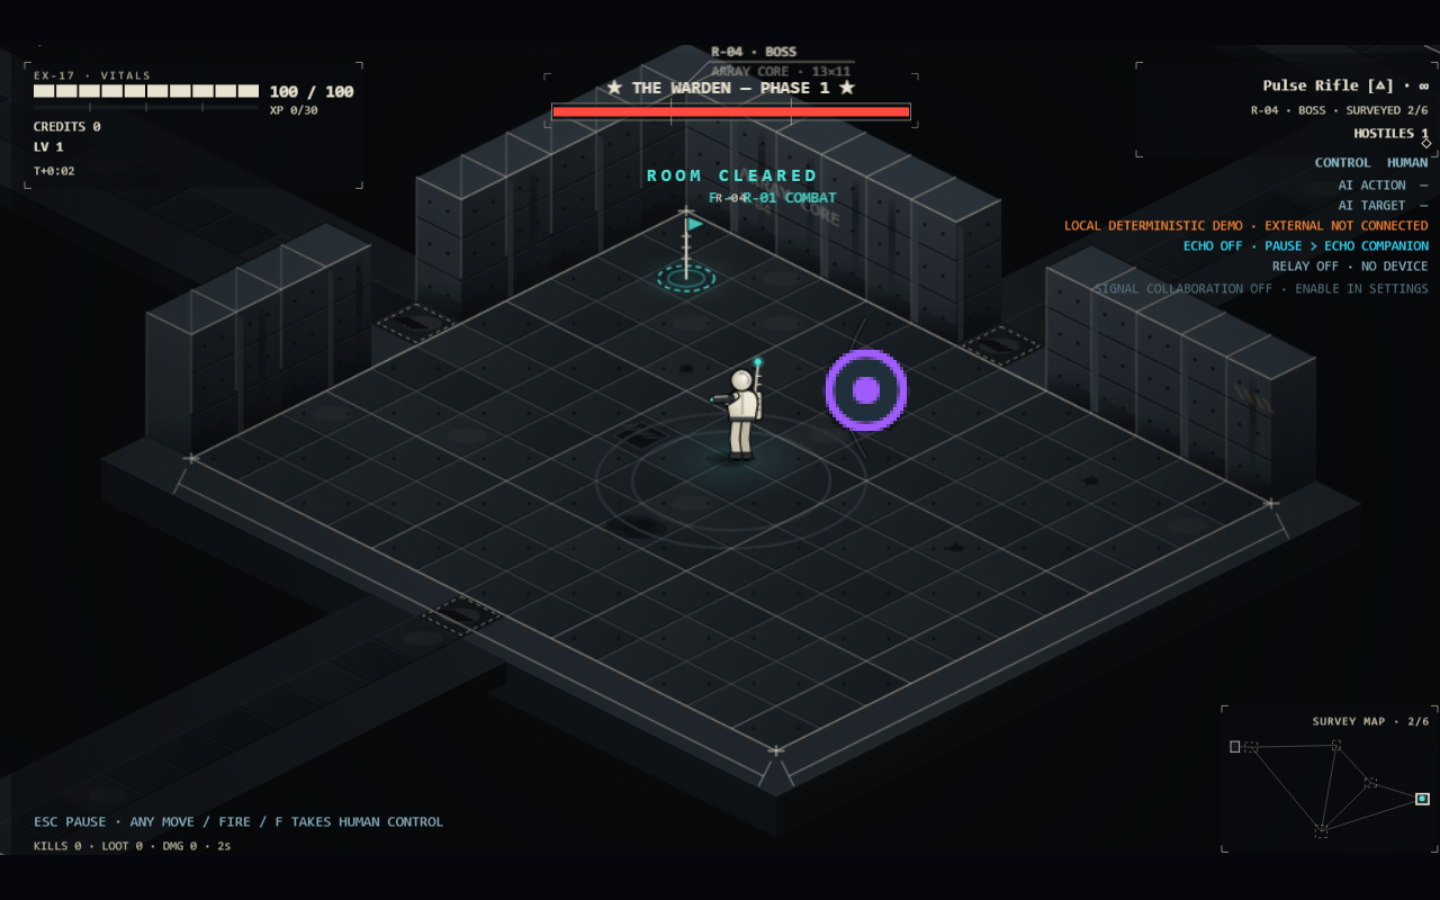 R-04 · BOSS
ARRAY CORE · 13×11
EX-17 · VITALS
100 / 100
XP 0/30
CREDITS 0
LV 1
T+0:02
★ THE WARDEN — PHASE 1 ★
Pulse Rifle [▲] · ∞
R-04 · BOSS · SURVEYED 2/6
HOSTILES 1
CONTROL HUMAN
AI ACTION —
AI TARGET —
LOCAL DETERMINISTIC DEMO · EXTERNAL NOT CONNECTED
ECHO OFF · PAUSE > ECHO COMPANION
RELAY OFF · NO DEVICE
SIGNAL COLLABORATION OFF · ENABLE IN SETTINGS
ROOM CLEARED
R-04
R-01 COMBAT
ARRAY CORE
SURVEY MAP · 2/6
ESC PAUSE · ANY MOVE / FIRE / F TAKES HUMAN CONTROL
KILLS 0 · LOOT 0 · DMG 0 · 2s